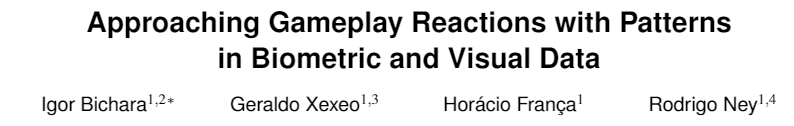 Approaching Gameplay Reactions with Patterns
in Biometric and Visual Data
Igor Bichara1,2* Geraldo Xexeo1,3 Horácio França1 Rodrigo Ney1,4